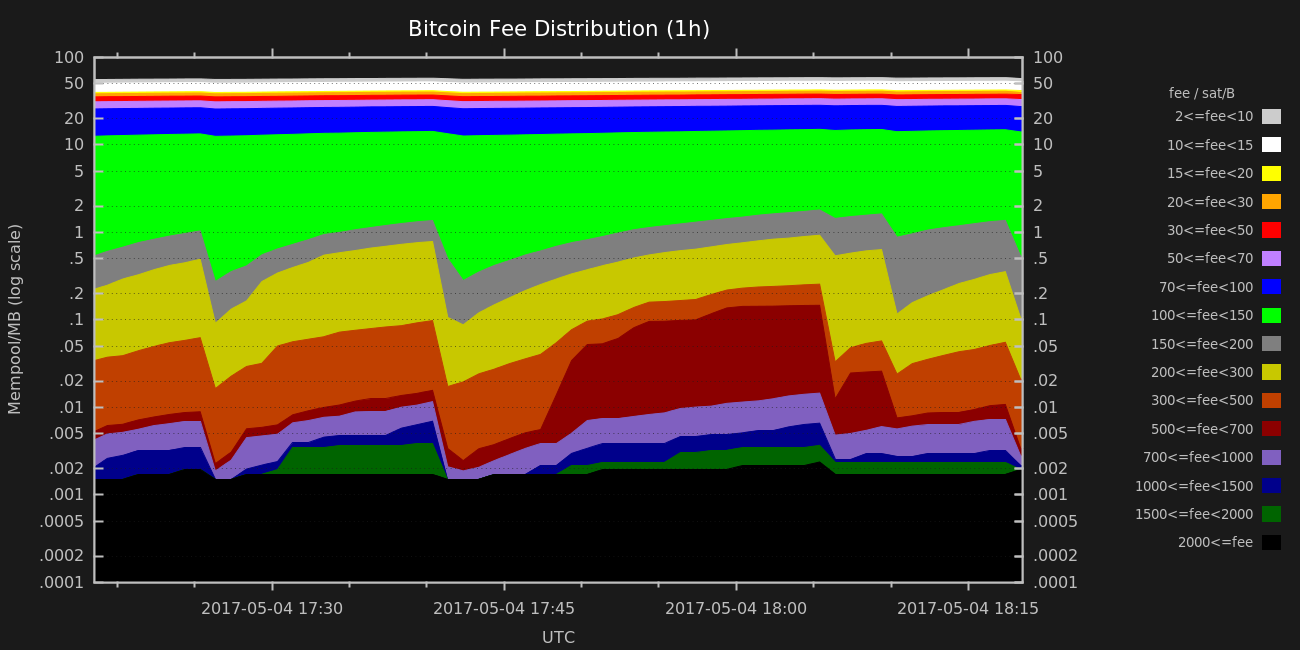 Bitcoin Fee Distribution (1h)
Mempool/MB (log scale)
100
50
20
10
5
2
1
.5
.2
.1
.05
.02
.01
.005
.002
.001
.0005
.0002
.0001
100
50
20
10
5
2
1
.5
.2
.1
.05
.02
.01
.005
.002
.001
.0005
.0002
.0001
2017-05-04 17:30
2017-05-04 17:45
2017-05-04 18:00
2017-05-04 18:15
UTC
fee / sat/B
2<=fee<10
10<=fee<15
15<=fee<20
20<=fee<30
30<=fee<50
50<=fee<70
70<=fee<100
100<=fee<150
150<=fee<200
200<=fee<300
300<=fee<500
500<=fee<700
700<=fee<1000
1000<=fee<1500
1500<=fee<2000
2000<=fee